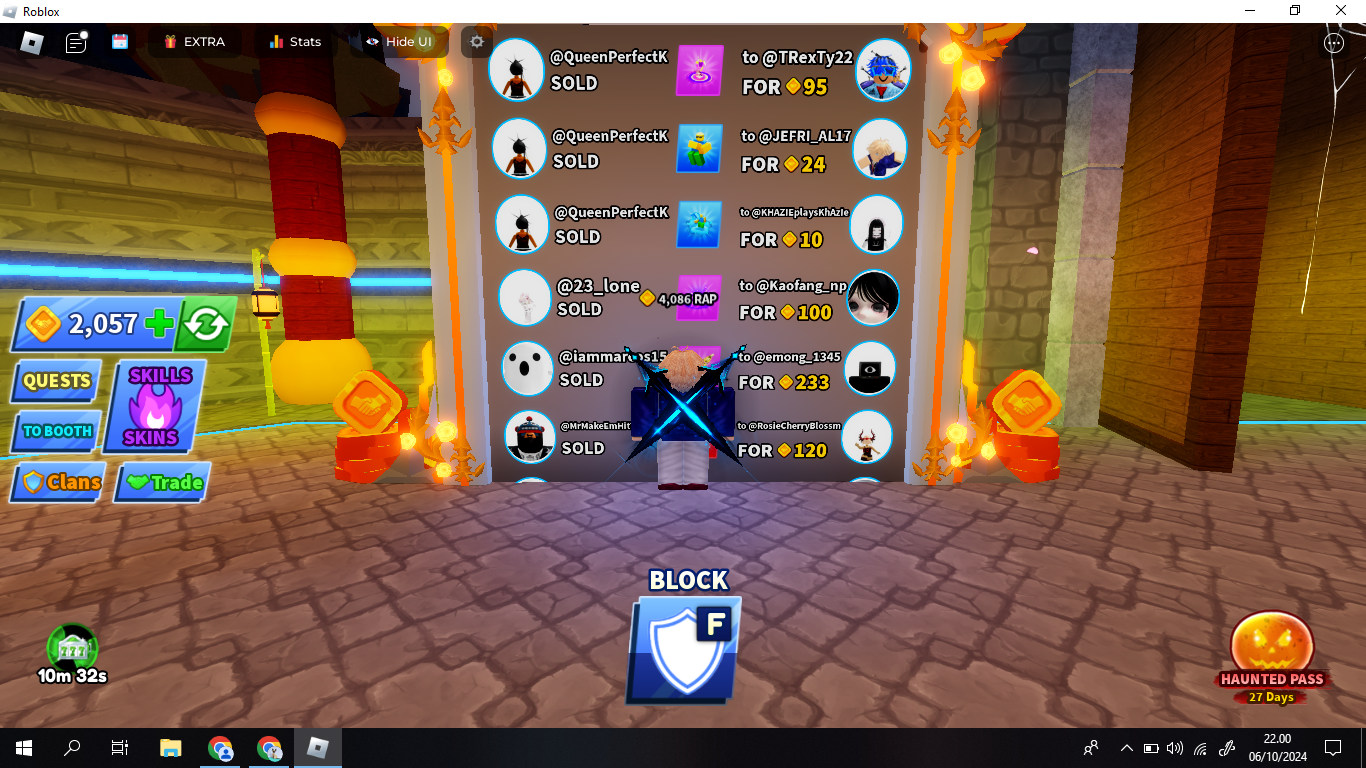 Roblox
EXTRA
Stats
Hide UI
@QueenPerfectK
SOLD
to @TRexTy22
FOR 95
@QueenPerfectK
SOLD
to @JEFRI_AL17
FOR 24
@QueenPerfectK
SOLD
to @KHAZIEplaysKhAzIe
FOR 10
@23_lone
SOLD
4,086 RAP
to @Kaofang_np
FOR 100
@iammarcos15
SOLD
to @emong_1345
FOR 233
@MrMakeEmHit
SOLD
to @RosieCherryBlossm
FOR 120
2,057
QUESTS
TO BOOTH
SKILLS
SKINS
Clans
Trade
BLOCK
F
777
10m 32s
HAUNTED PASS
27 Days
22.00
06/10/2024